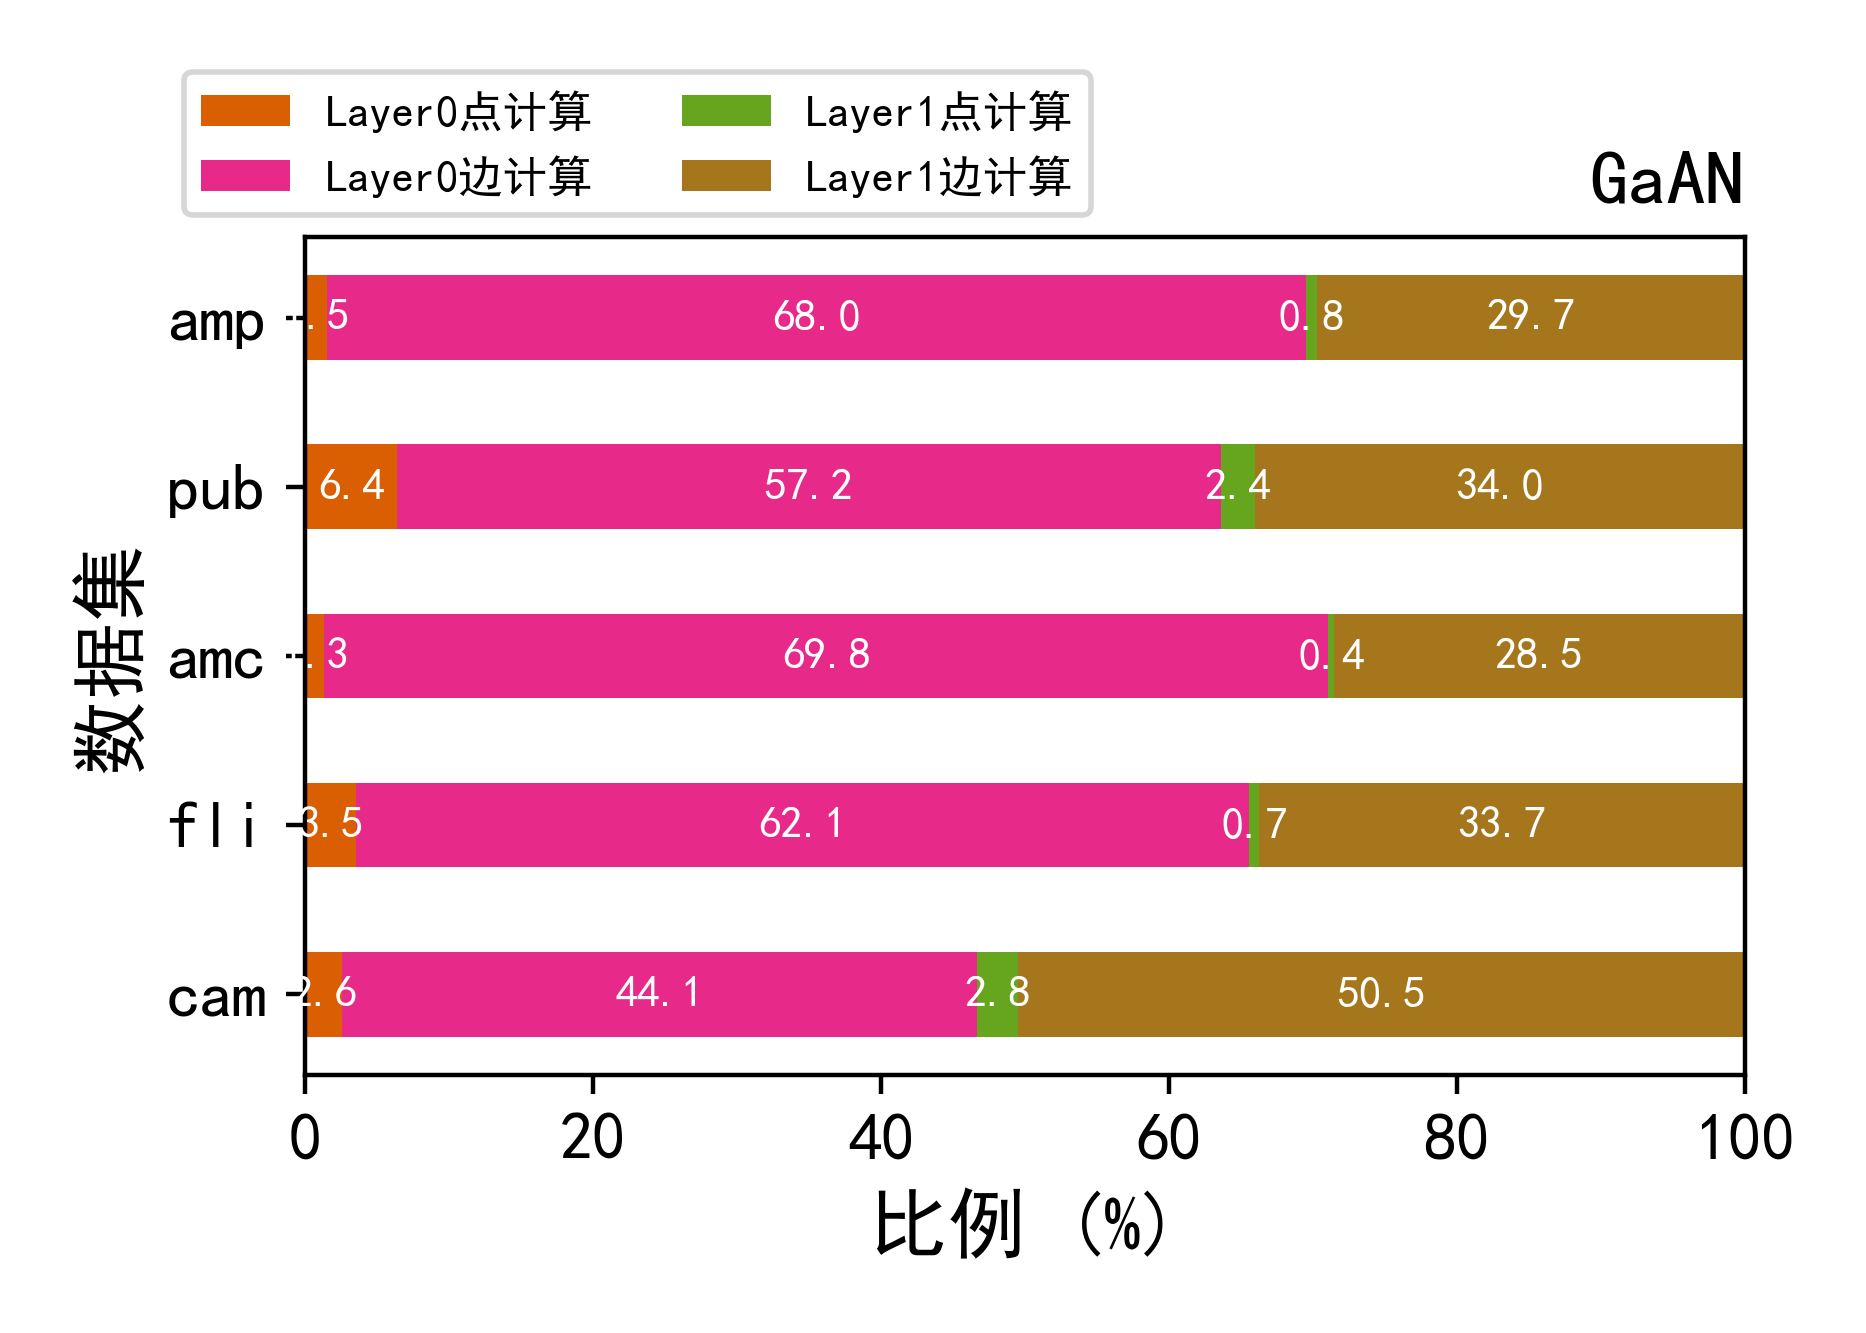 Layer0点计算 Layer1点计算
Layer0边计算 Layer1边计算
GaAN
amp .5 68.0 0.8 29.7
pub 6.4 57.2 2.4 34.0
amc .3 69.8 0.4 28.5
fli 3.5 62.1 0.7 33.7
cam 2.6 44.1 2.8 50.5
数据集
0 20 40 60 80 100
比例 (%)